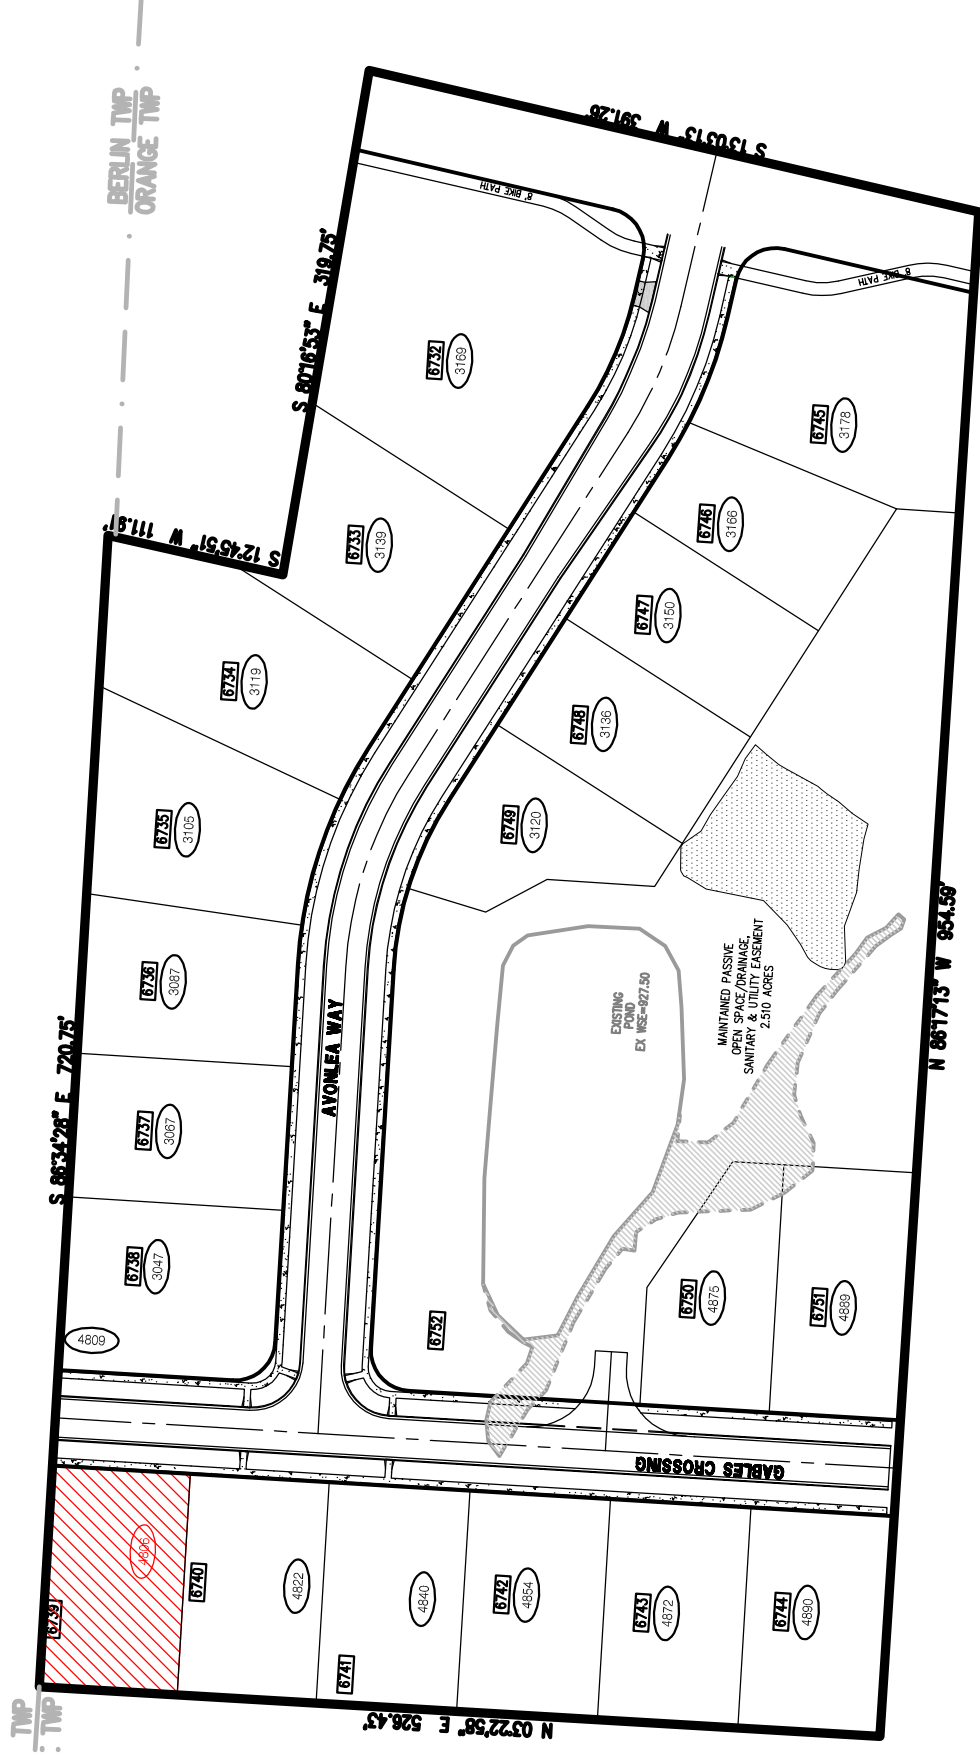 BERLIN TWP
ORANGE TWP
S 13°03'13" W 391.26'
8' BIKE PATH
S 80°16'53" E 319.75'
6732
3169
8' BIKE PATH
6745
3178
S 12°45'51" W 111.91'
6733
3139
6746
3166
6747
3150
6734
3119
6748
3136
6735
3105
6749
3120
6736
3087
AVONLEA WAY
EXISTING
POND
EX WSE=927.50
MAINTAINED PASSIVE
OPEN SPACE/DRAINAGE,
SANITARY & UTILITY EASEMENT
2.510 ACRES
N 86°17'13" W 954.59'
S 86°34'28" E 720.75'
6737
3067
6738
3047
4809
6752
6750
4875
6751
4889
GABLES CROSSING
6739
4806
6740
4822
6741
4840
6742
4854
6743
4872
6744
4890
TWP
TWP
N 03°22'58" E 526.43'